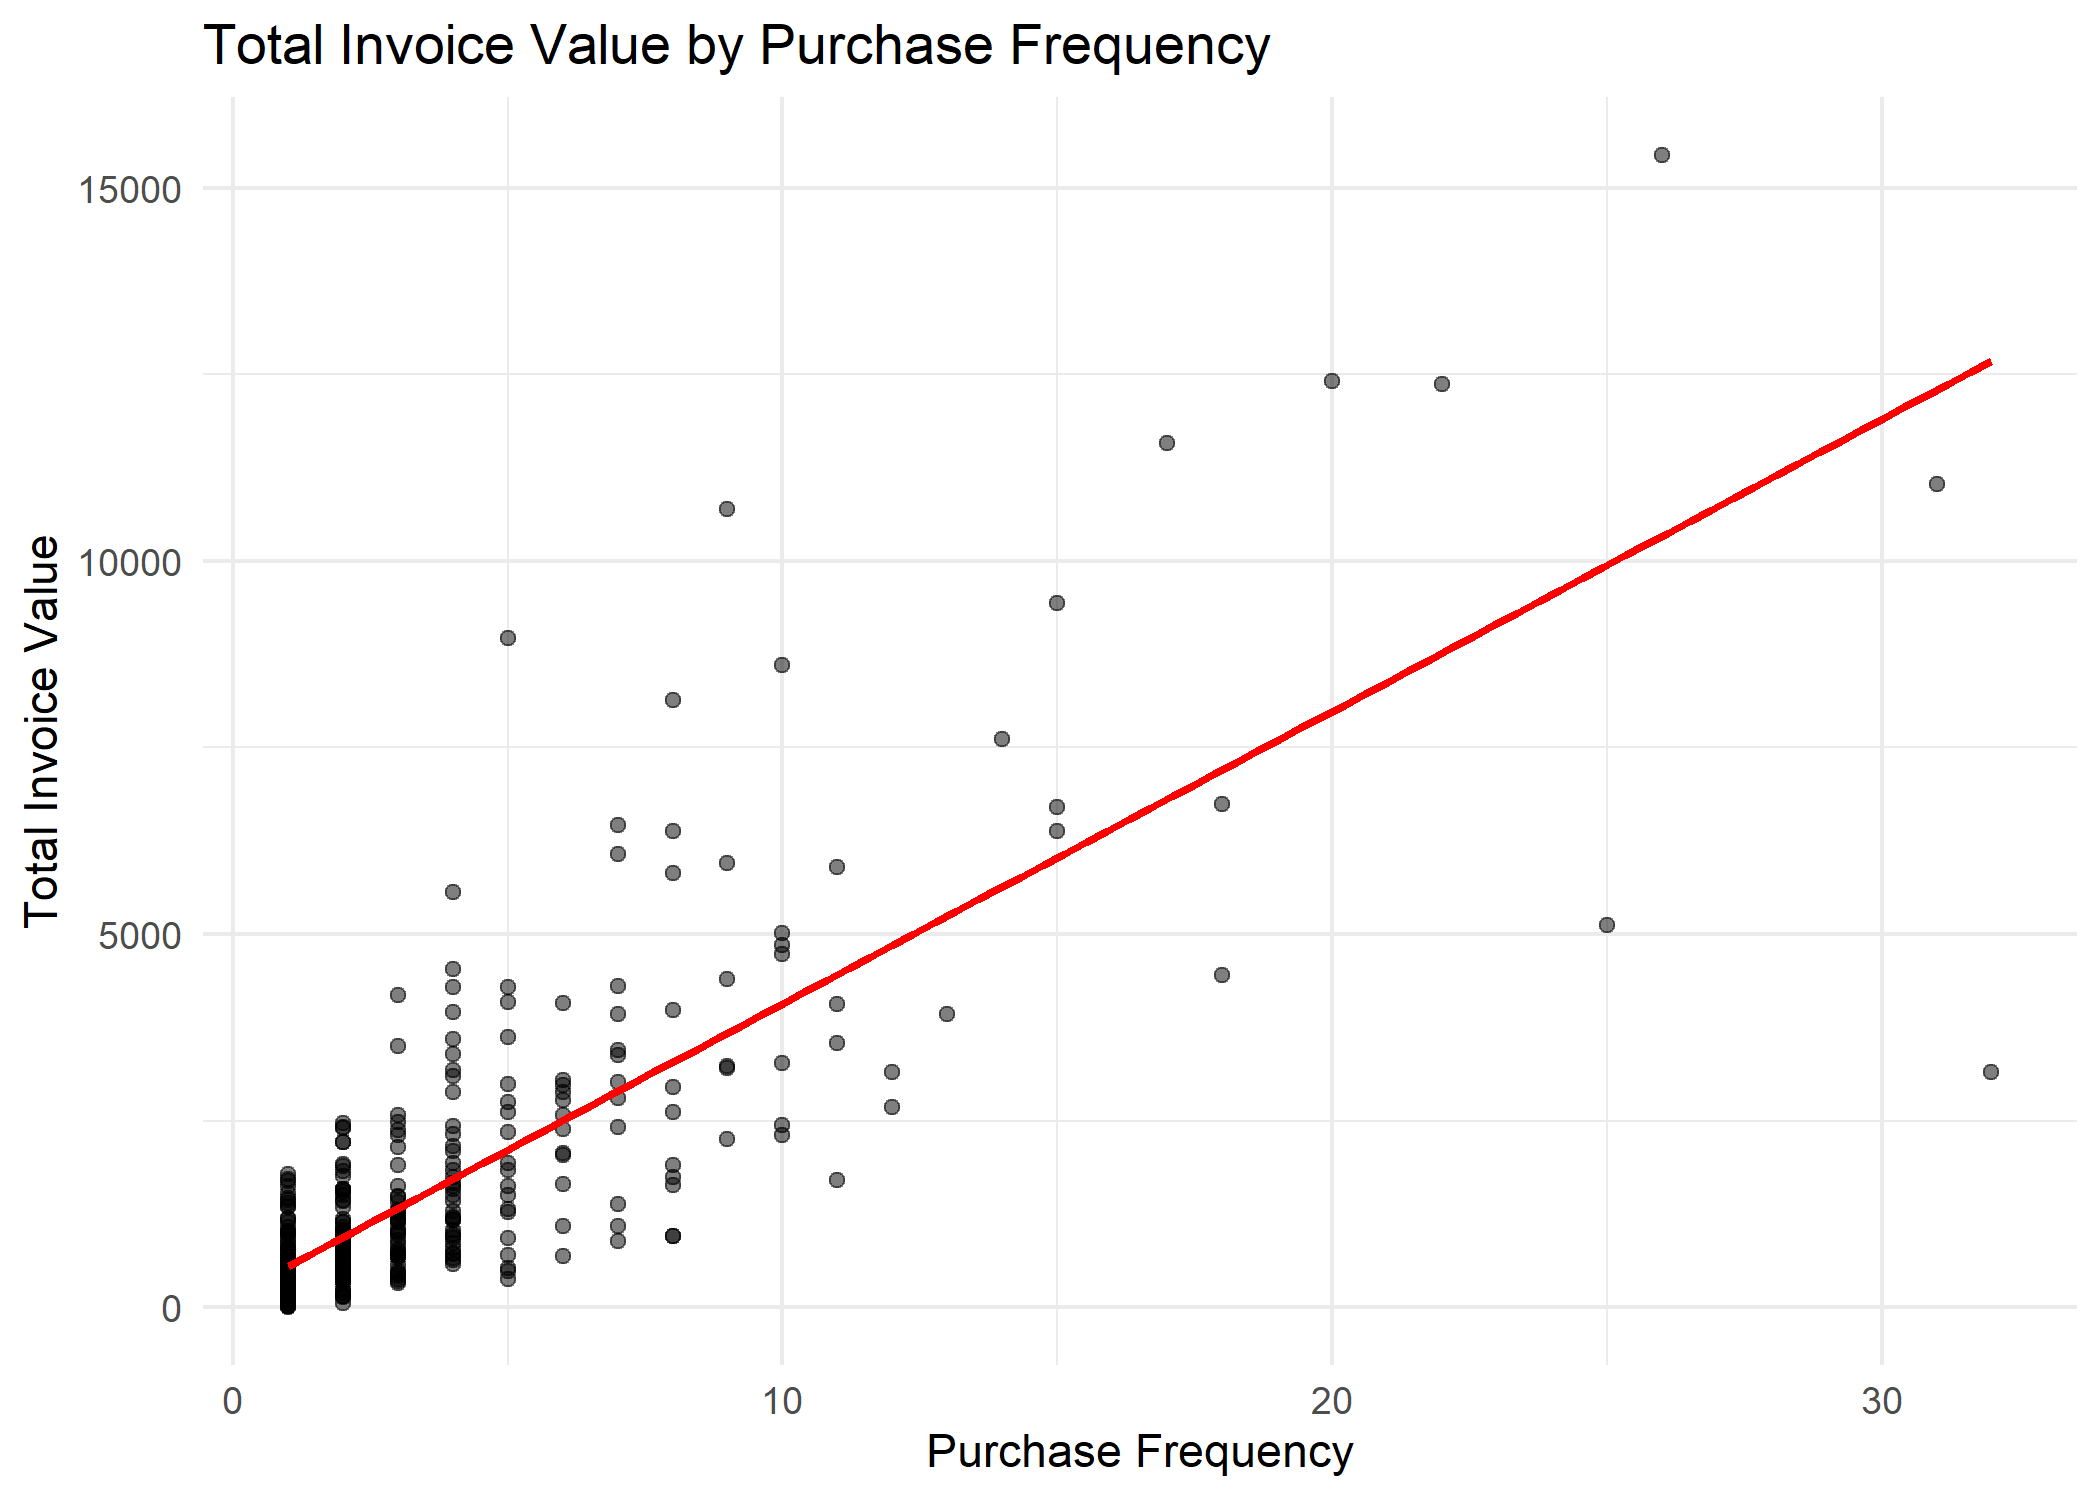 Total Invoice Value by Purchase Frequency
Total Invoice Value
15000
10000
5000
0
0 10 20 30
Purchase Frequency